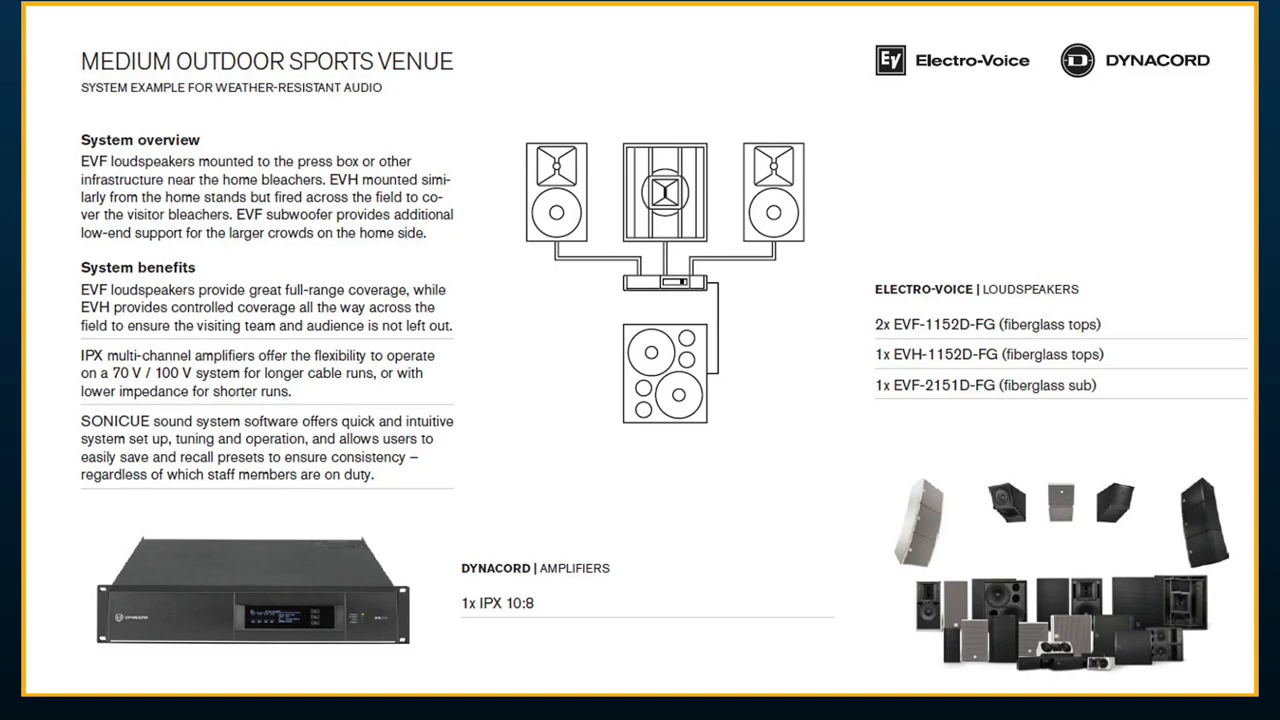 MEDIUM OUTDOOR SPORTS VENUE
SYSTEM EXAMPLE FOR WEATHER-RESISTANT AUDIO
EV Electro-Voice
D DYNACORD
System overview
EVF loudspeakers mounted to the press box or other
infrastructure near the home bleachers. EVH mounted simi-
larly from the home stands but fired across the field to co-
ver the visitor bleachers. EVF subwoofer provides additional
low-end support for the larger crowds on the home side.
System benefits
EVF loudspeakers provide great full-range coverage, while
EVH provides controlled coverage all the way across the
field to ensure the visiting team and audience is not left out.
IPX multi-channel amplifiers offer the flexibility to operate
on a 70 V / 100 V system for longer cable runs, or with
lower impedance for shorter runs.
SONICUE sound system software offers quick and intuitive
system set up, tuning and operation, and allows users to
easily save and recall presets to ensure consistency –
regardless of which staff members are on duty.
ELECTRO-VOICE | LOUDSPEAKERS
2x EVF-1152D-FG (fiberglass tops)
1x EVH-1152D-FG (fiberglass tops)
1x EVF-2151D-FG (fiberglass sub)
DYNACORD
DYNACORD | AMPLIFIERS
1x IPX 10:8